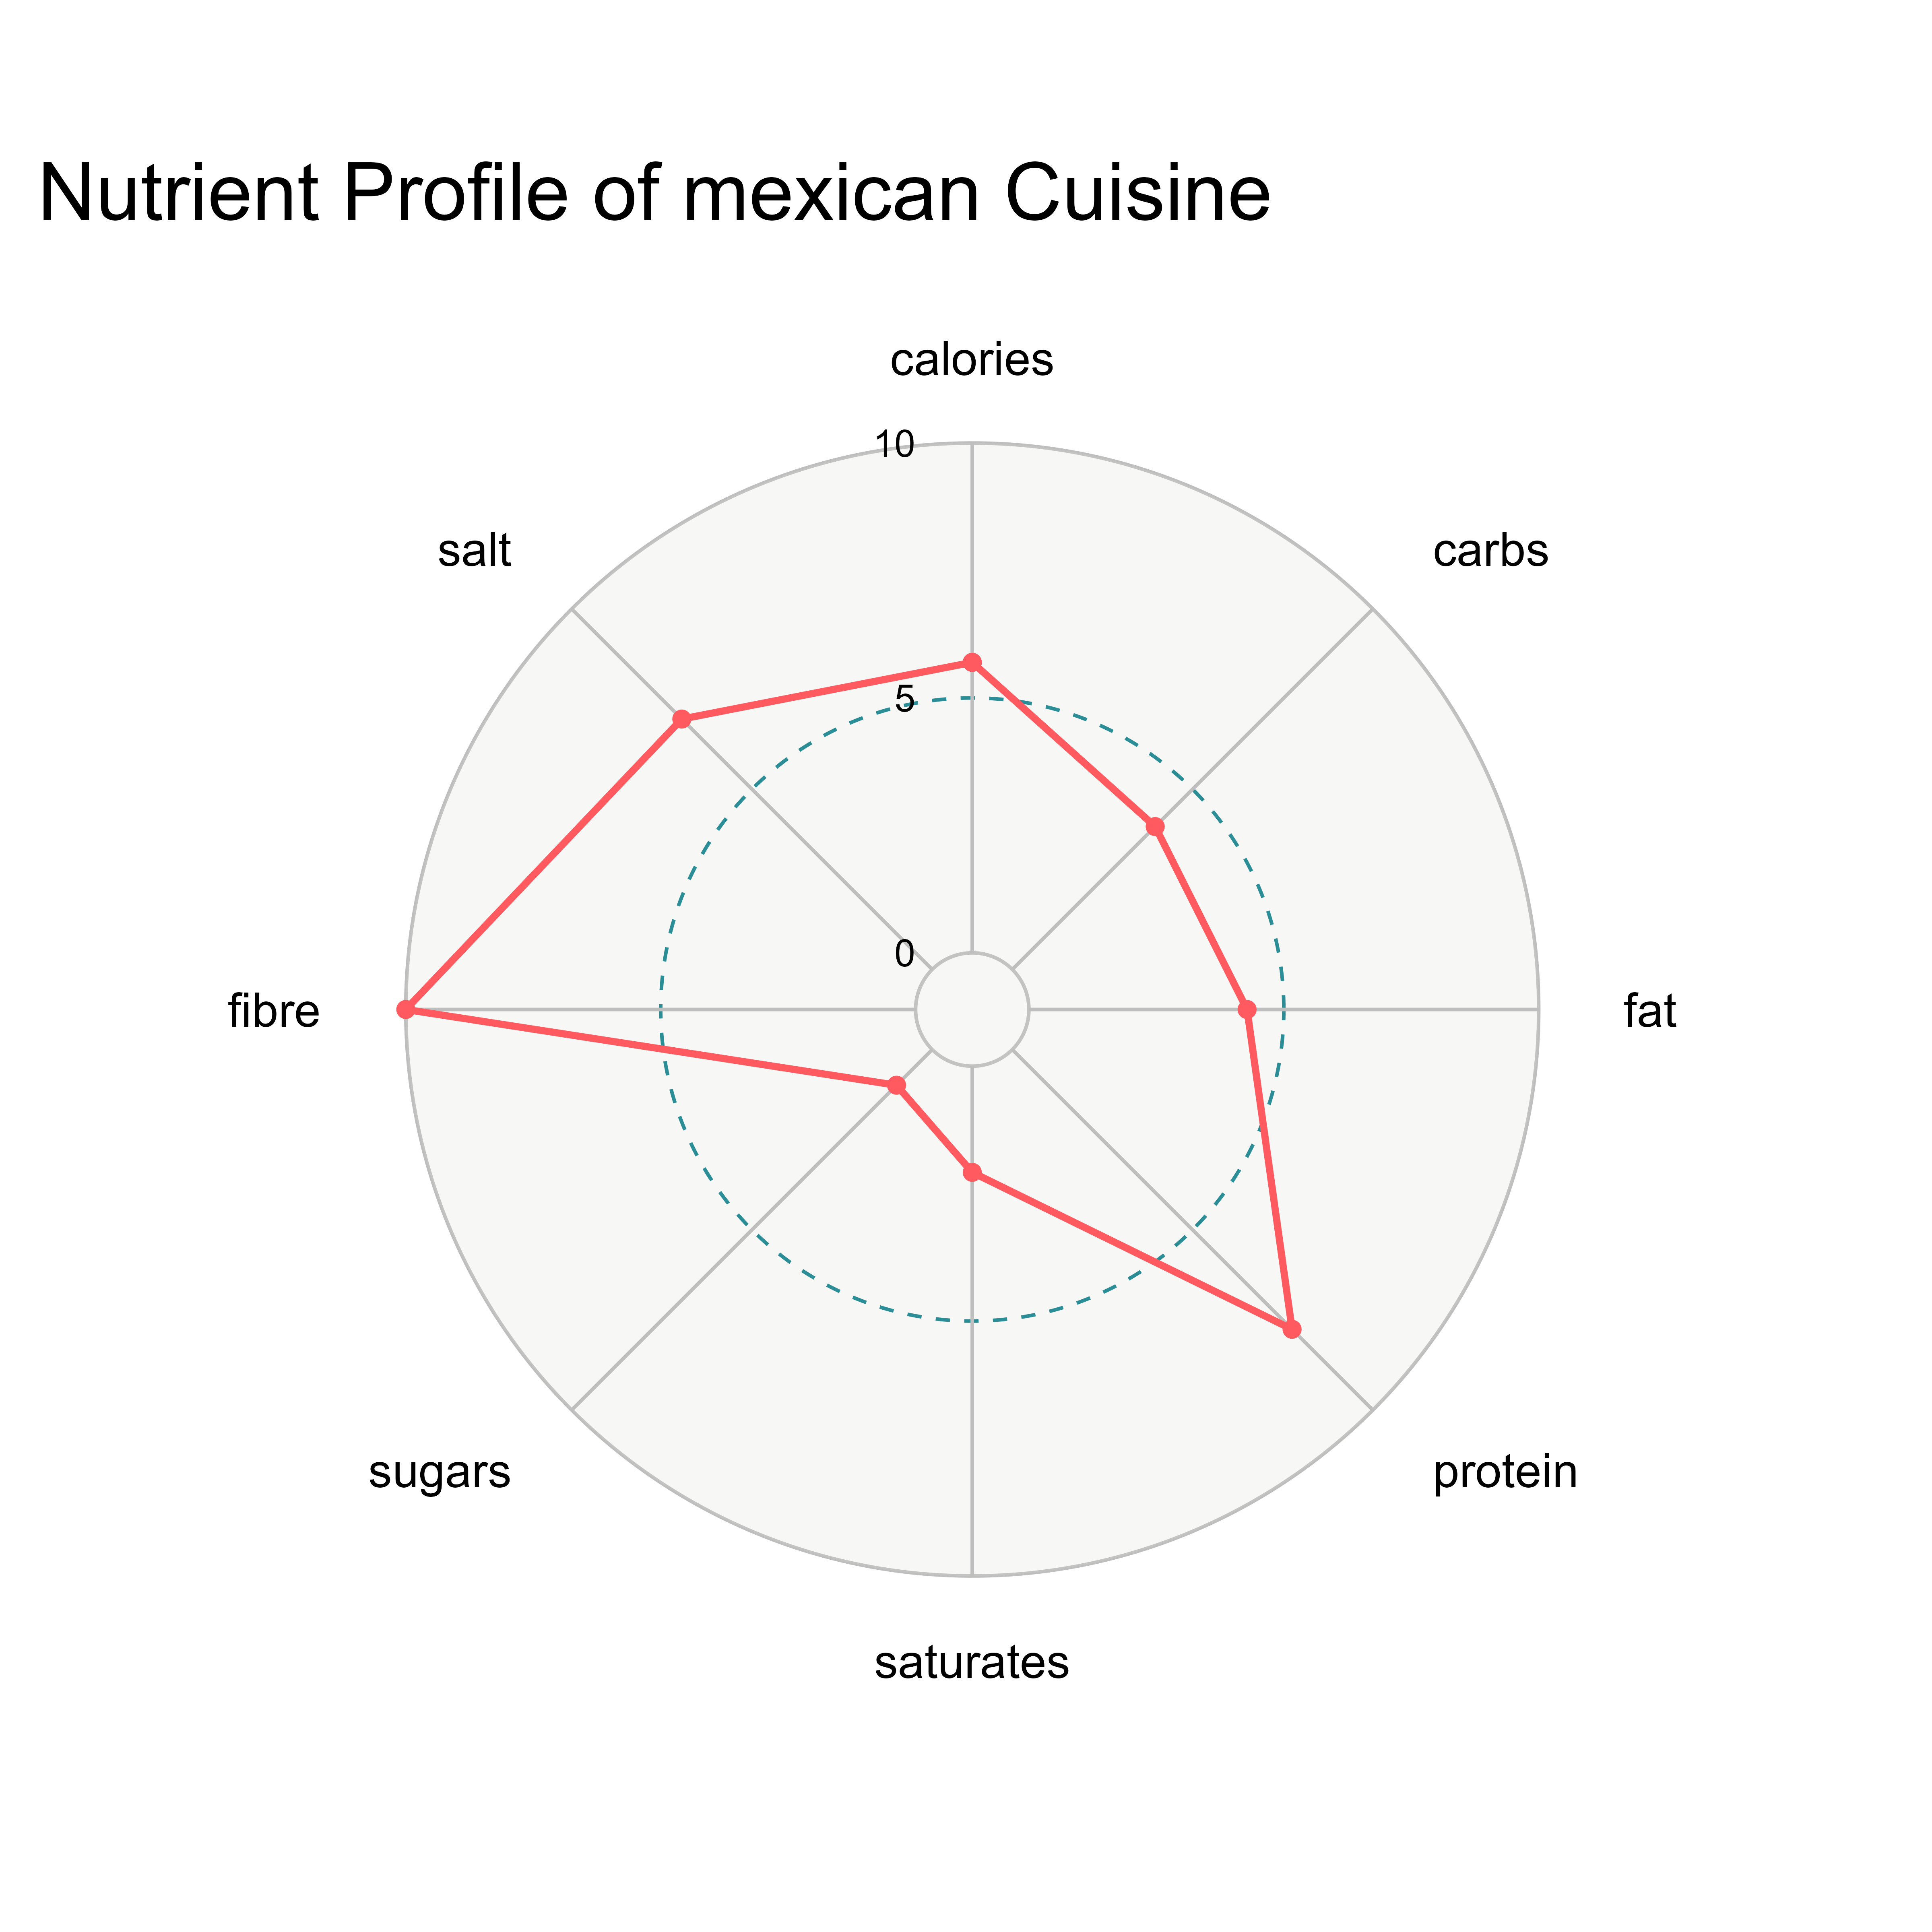 Nutrient Profile of mexican Cuisine
calories
10
salt
carbs
5
0
fibre
fat
sugars
protein
saturates